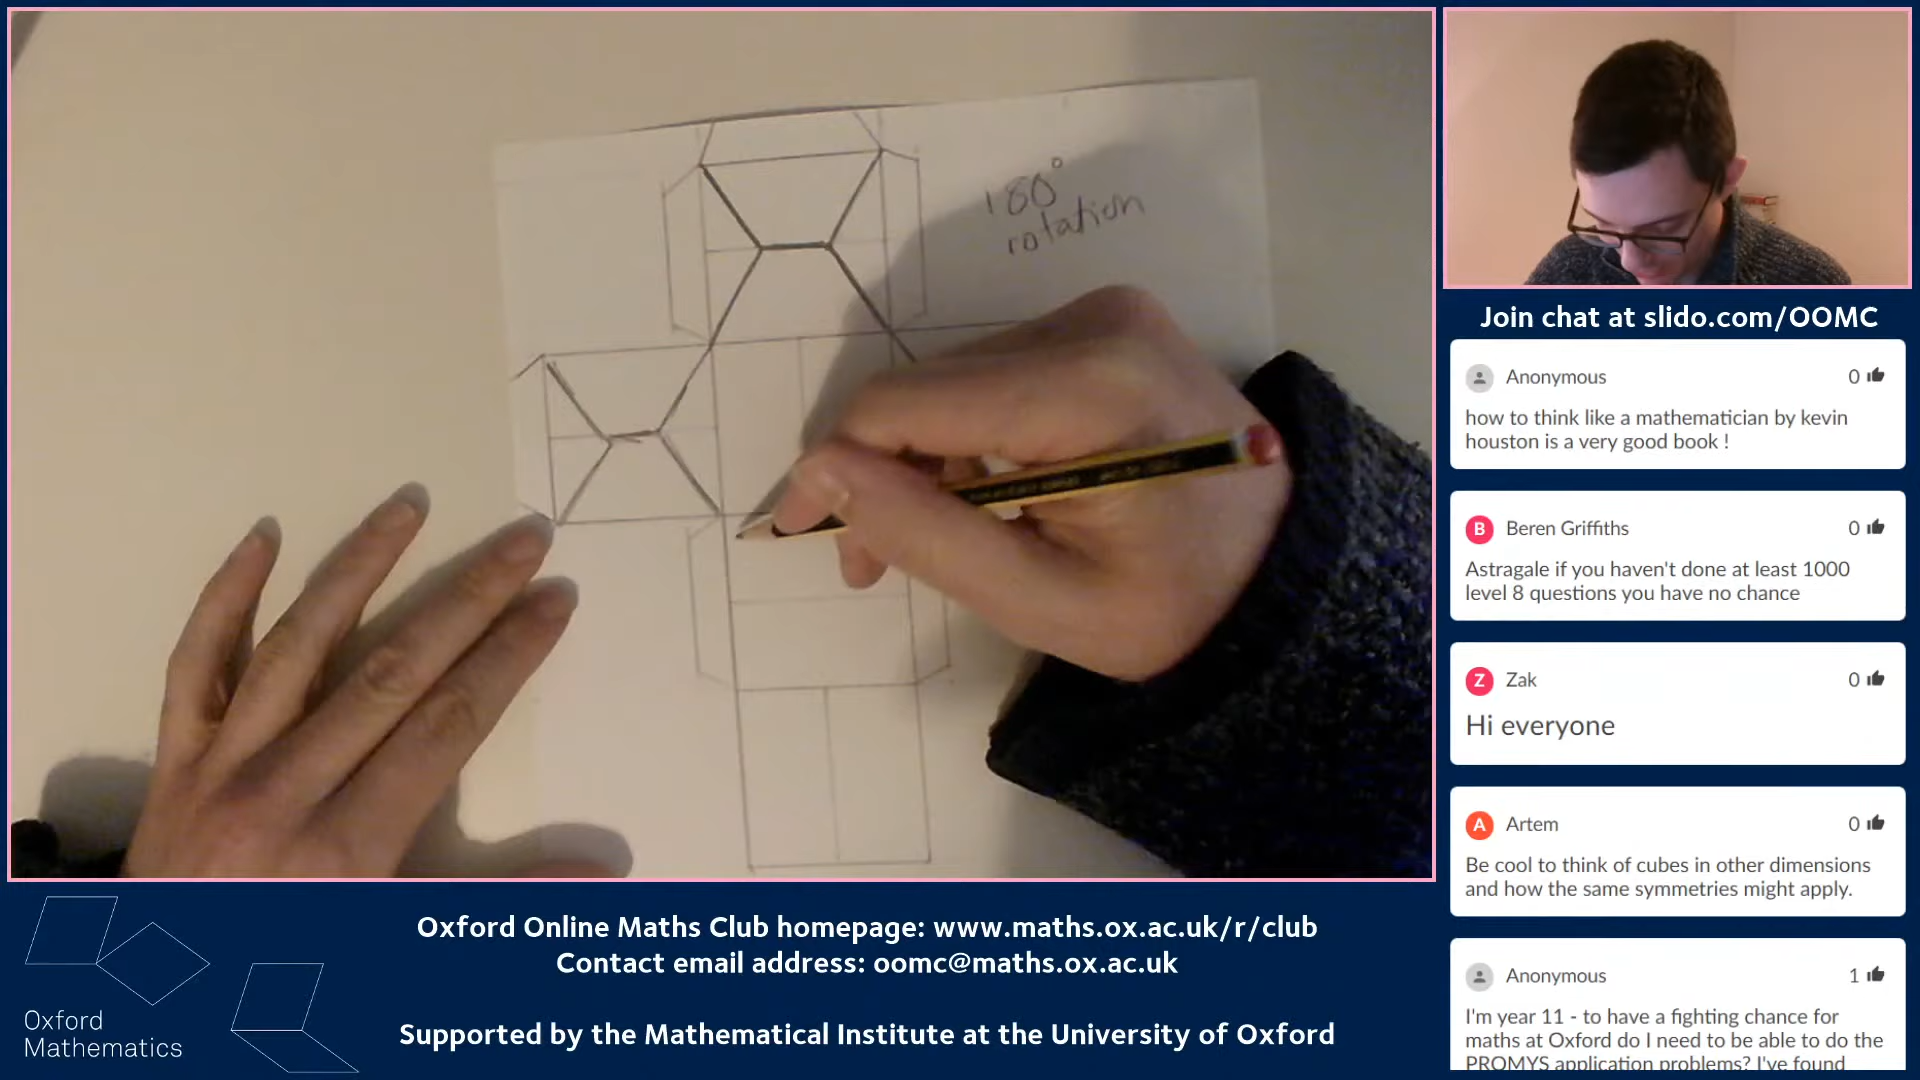 180°
rotation
Join chat at slido.com/OOMC
Anonymous
0
how to think like a mathematician by kevin
houston is a very good book !
B
Beren Griffiths
0
Astragale if you haven't done at least 1000
level 8 questions you have no chance
Z
Zak
0
Hi everyone
A
Artem
0
Be cool to think of cubes in other dimensions
and how the same symmetries might apply.
Anonymous
1
I'm year 11 - to have a fighting chance for
maths at Oxford do I need to be able to do the
PROMYS application problems? I've found
Oxford
Mathematics
Oxford Online Maths Club homepage: www.maths.ox.ac.uk/r/club
Contact email address: oomc@maths.ox.ac.uk
Supported by the Mathematical Institute at the University of Oxford